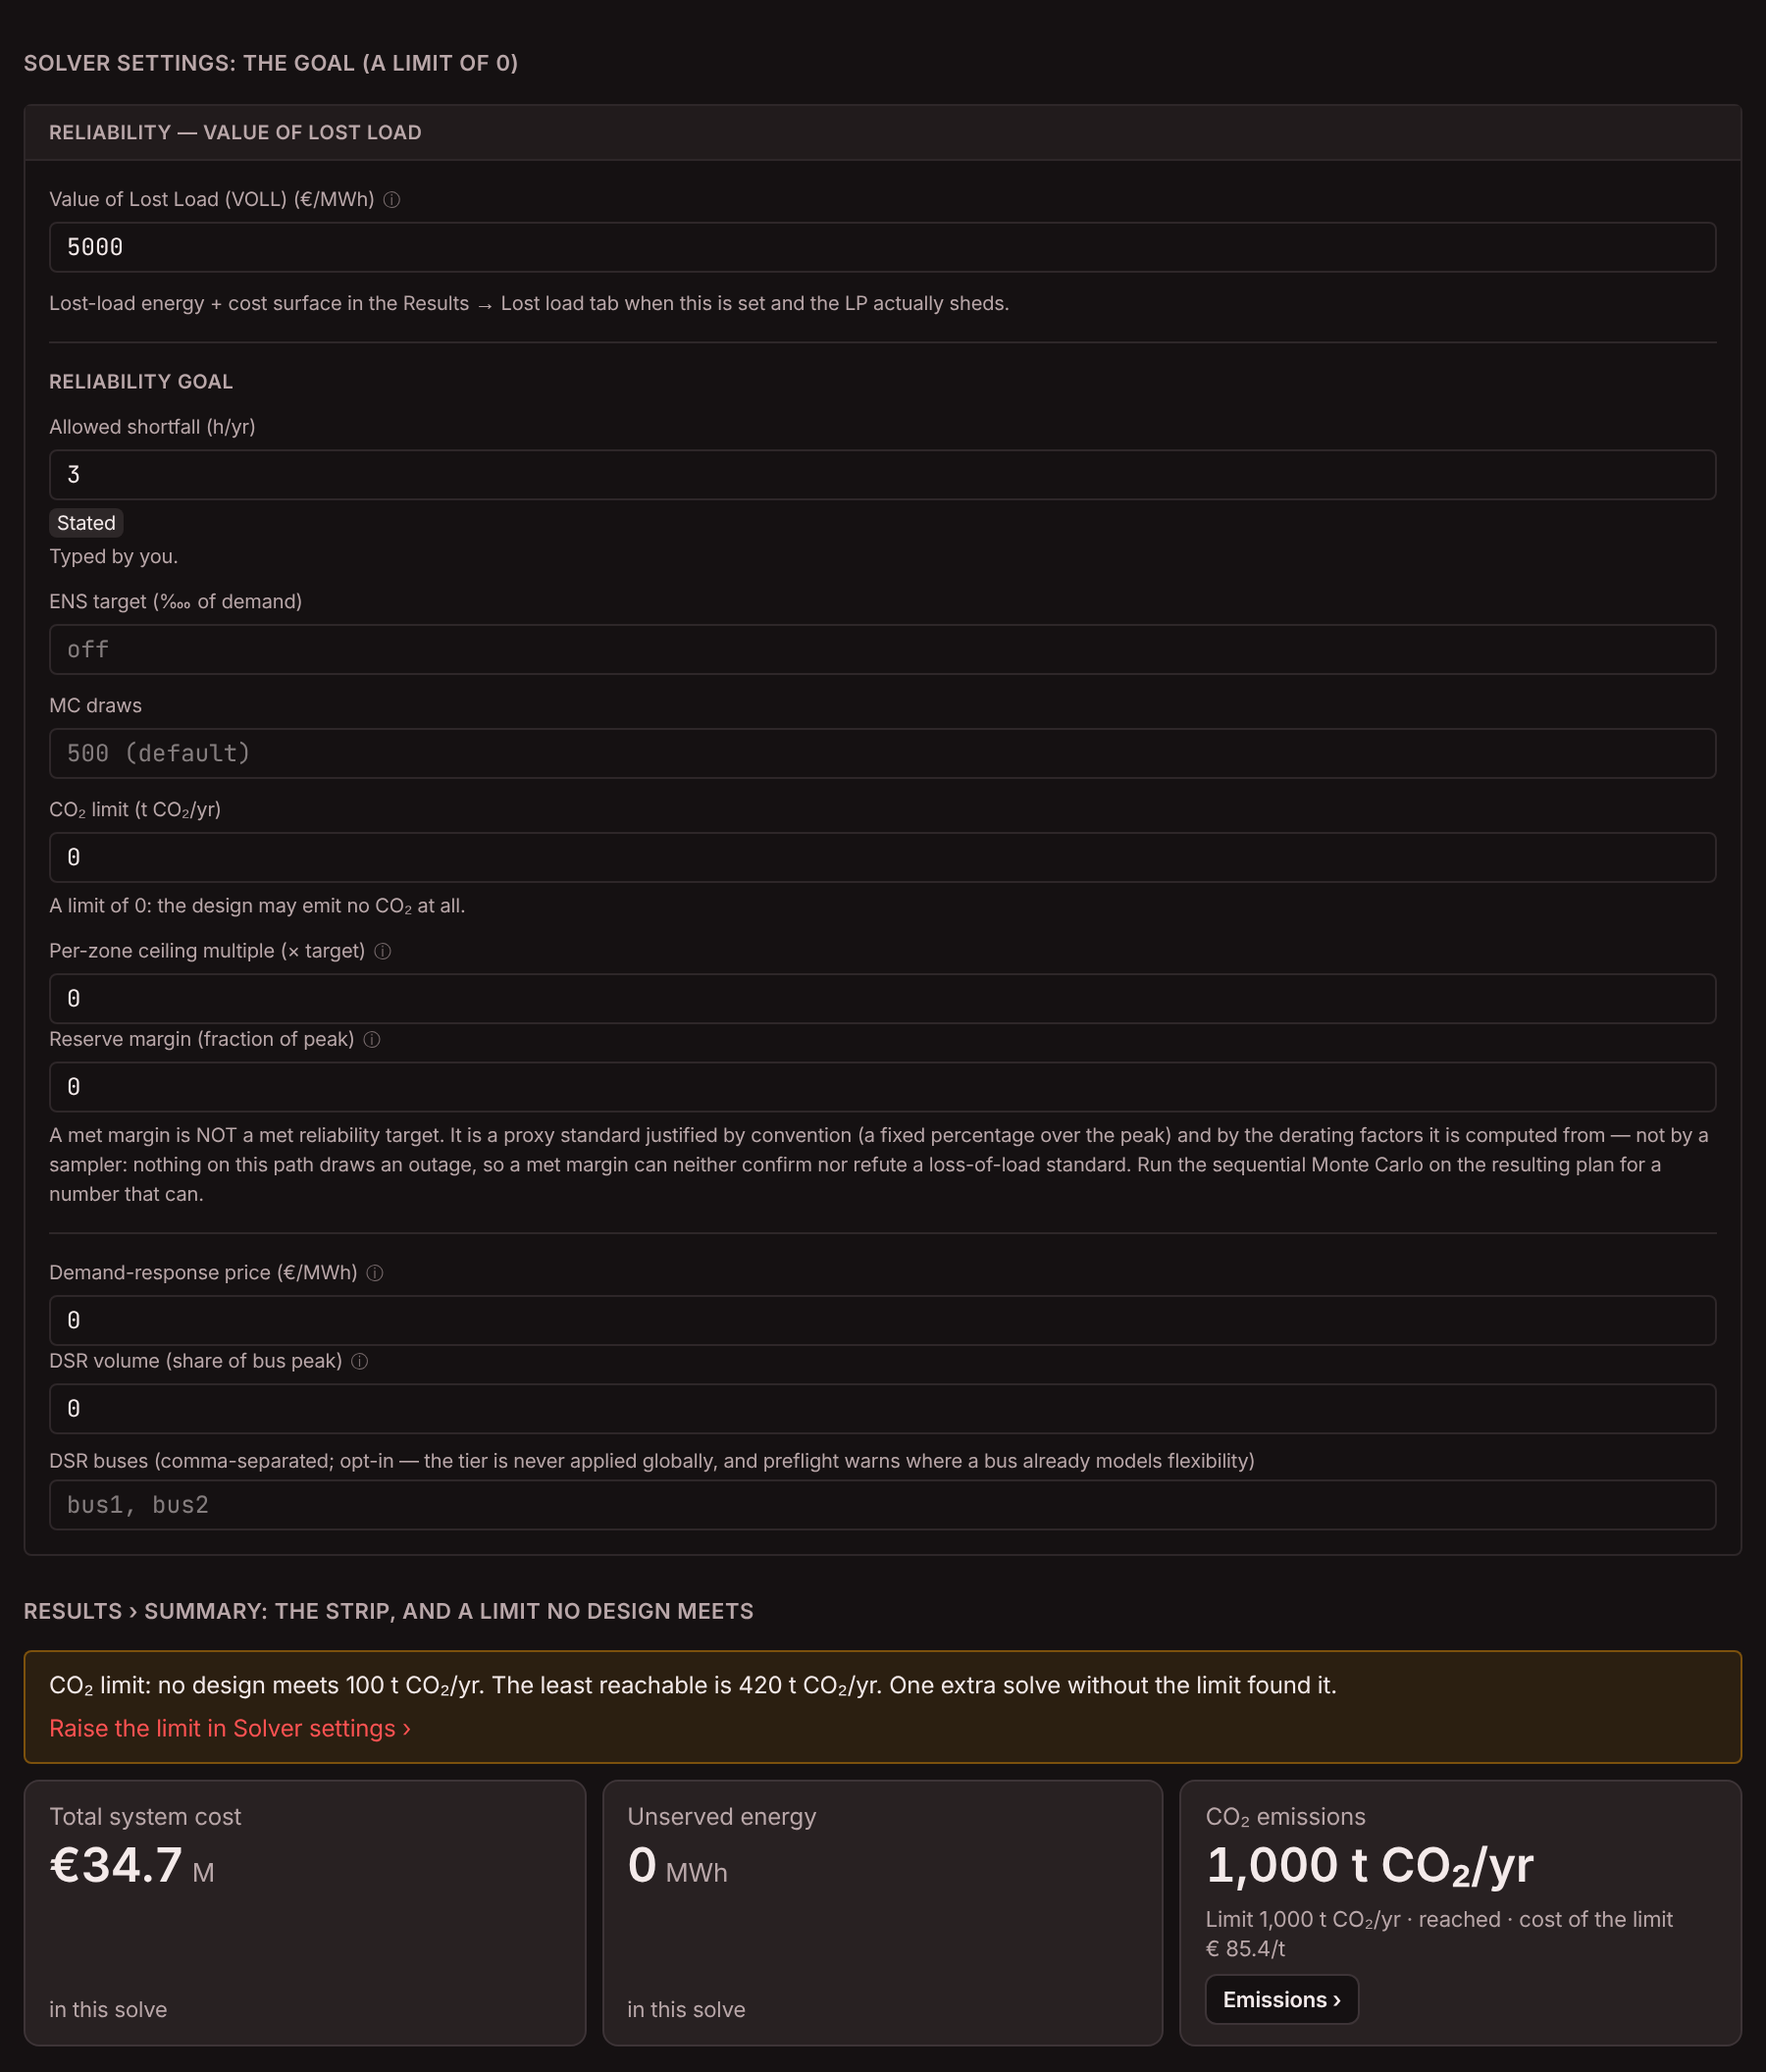 SOLVER SETTINGS: THE GOAL (A LIMIT OF 0)
RELIABILITY — VALUE OF LOST LOAD
Value of Lost Load (VOLL) (€/MWh) ⓘ
5000
Lost-load energy + cost surface in the Results → Lost load tab when this is set and the LP actually sheds.
RELIABILITY GOAL
Allowed shortfall (h/yr)
3
Stated
Typed by you.
ENS target (‱ of demand)
off
MC draws
500 (default)
CO₂ limit (t CO₂/yr)
0
A limit of 0: the design may emit no CO₂ at all.
Per-zone ceiling multiple (× target) ⓘ
0
Reserve margin (fraction of peak) ⓘ
0
A met margin is NOT a met reliability target. It is a proxy standard justified by convention (a fixed percentage over the peak) and by the derating factors it is computed from — not by a
sampler: nothing on this path draws an outage, so a met margin can neither confirm nor refute a loss-of-load standard. Run the sequential Monte Carlo on the resulting plan for a
number that can.
Demand-response price (€/MWh) ⓘ
0
DSR volume (share of bus peak) ⓘ
0
DSR buses (comma-separated; opt-in — the tier is never applied globally, and preflight warns where a bus already models flexibility)
bus1, bus2
RESULTS › SUMMARY: THE STRIP, AND A LIMIT NO DESIGN MEETS
CO₂ limit: no design meets 100 t CO₂/yr. The least reachable is 420 t CO₂/yr. One extra solve without the limit found it.
Raise the limit in Solver settings ›
Total system cost
€34.7 M
in this solve
Unserved energy
0 MWh
in this solve
CO₂ emissions
1,000 t CO₂/yr
Limit 1,000 t CO₂/yr · reached · cost of the limit
€ 85.4/t
Emissions ›